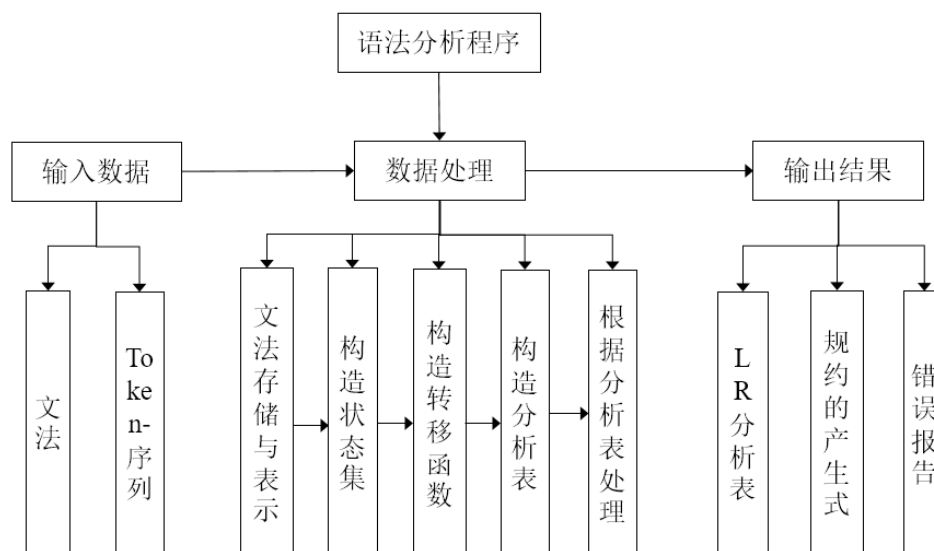 语法分析程序
输入数据
数据处理
输出结果
文法
Token-序列
文法存储与表示
构造状态集
构造转移函数
构造分析表
根据分析表处理
LR分析表
规约的产生式
错误报告